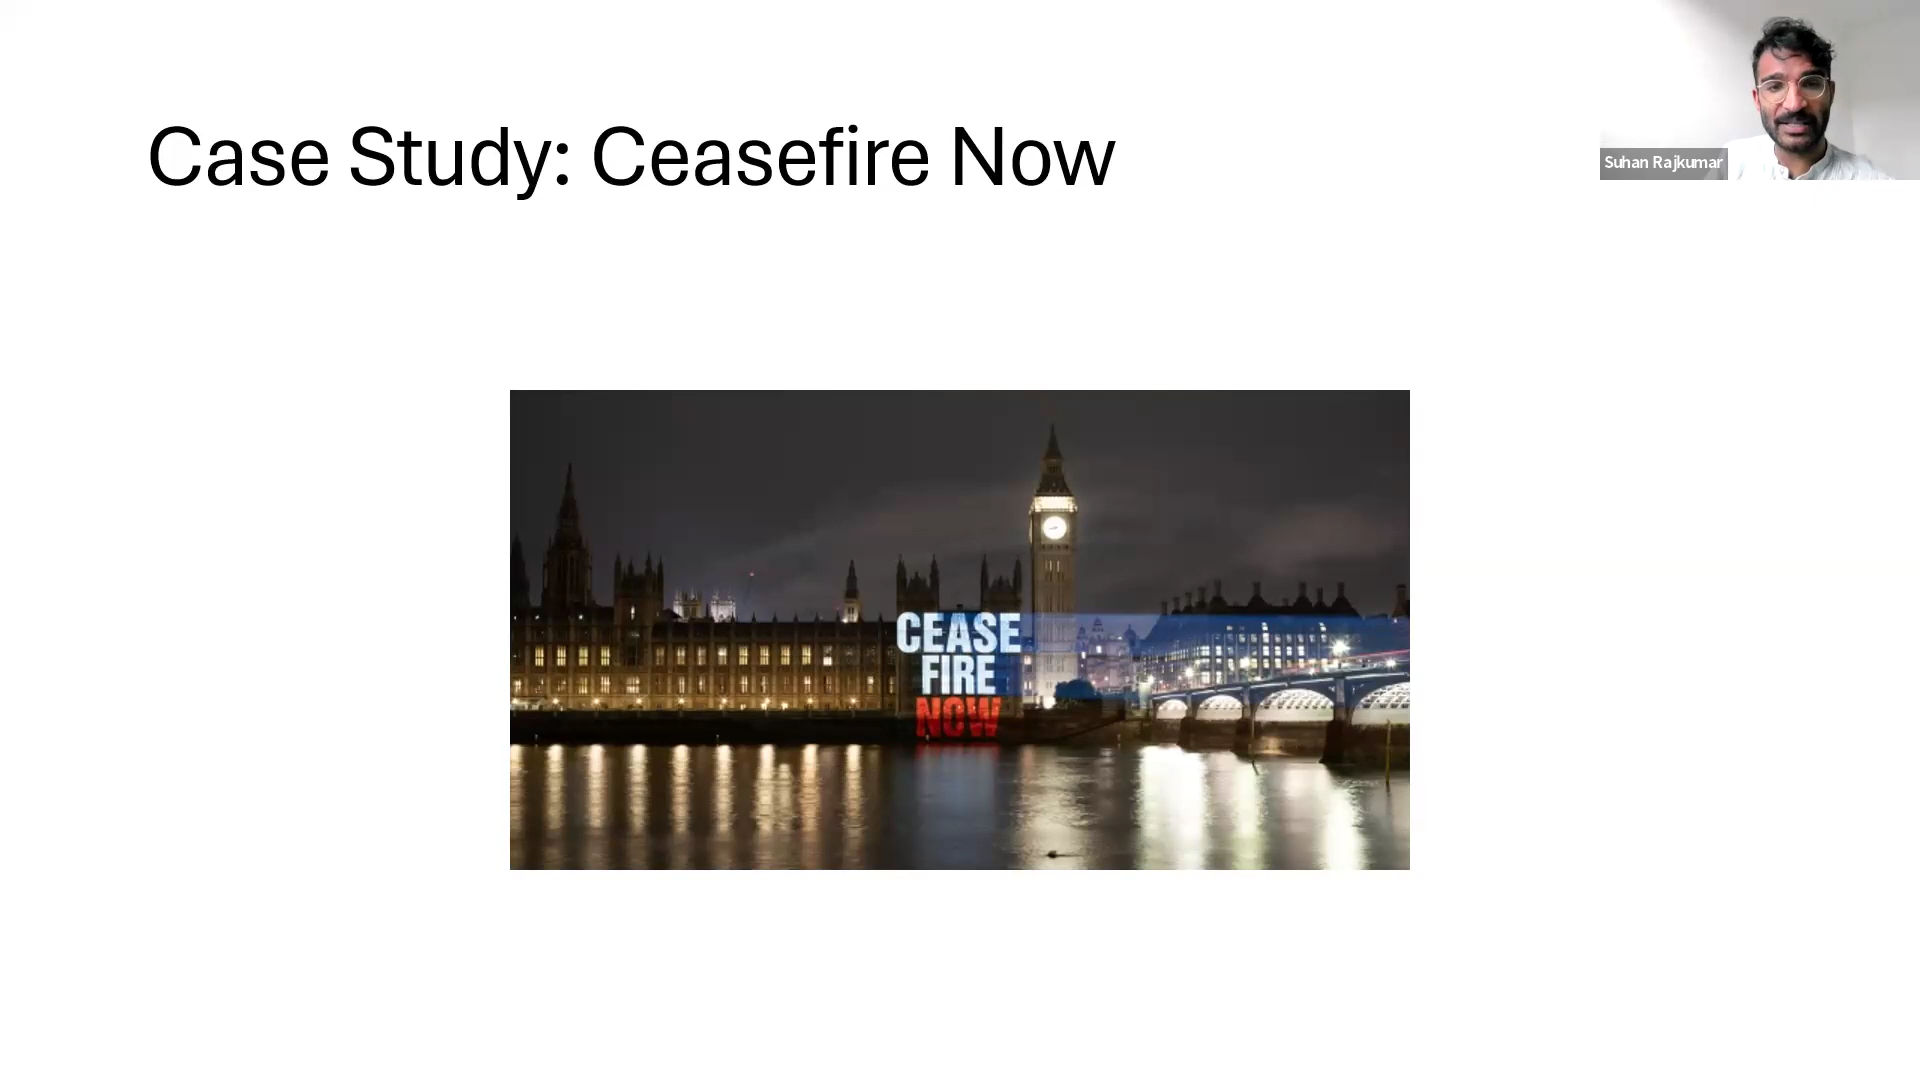 Case Study: Ceasefire Now
Suhan Rajkumar
CEASE
FIRE
NOW